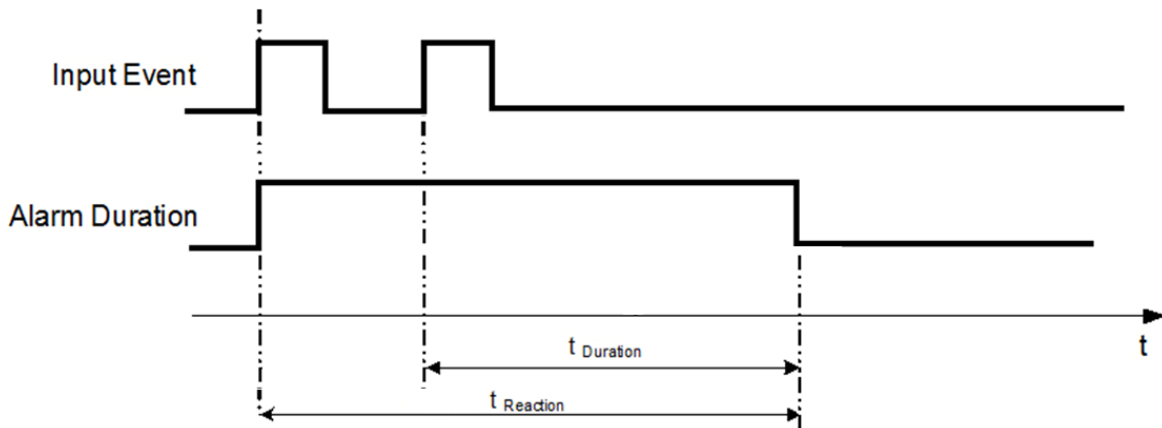 Input Event
Alarm Duration
t
t Duration
t Reaction